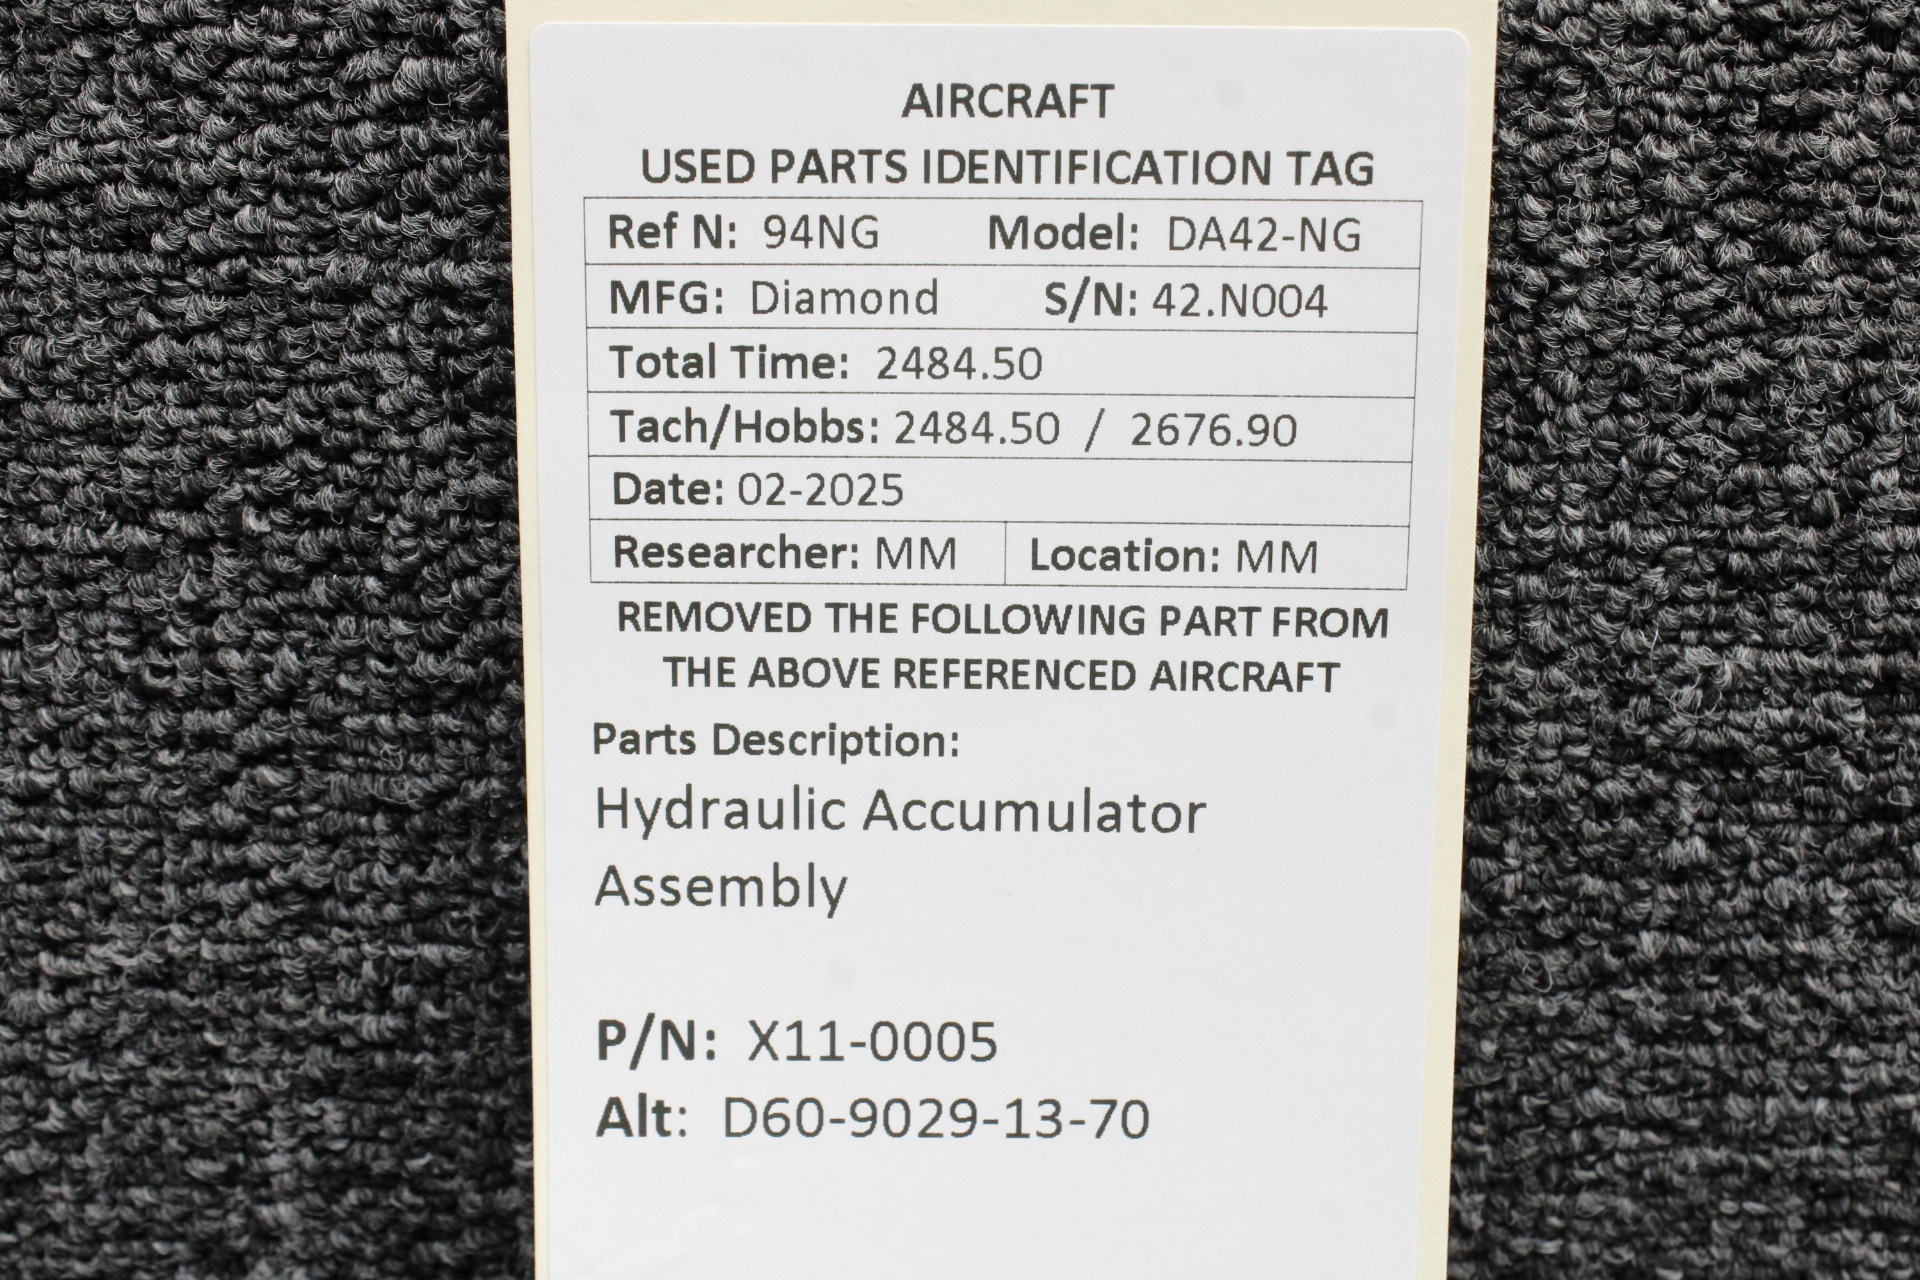 AIRCRAFT
USED PARTS IDENTIFICATION TAG
Ref N: 94NG Model: DA42-NG
MFG: Diamond S/N: 42.N004
Total Time: 2484.50
Tach/Hobbs: 2484.50 / 2676.90
Date: 02-2025
Researcher: MM Location: MM
REMOVED THE FOLLOWING PART FROM
THE ABOVE REFERENCED AIRCRAFT
Parts Description:
Hydraulic Accumulator
Assembly
P/N: X11-0005
Alt: D60-9029-13-70